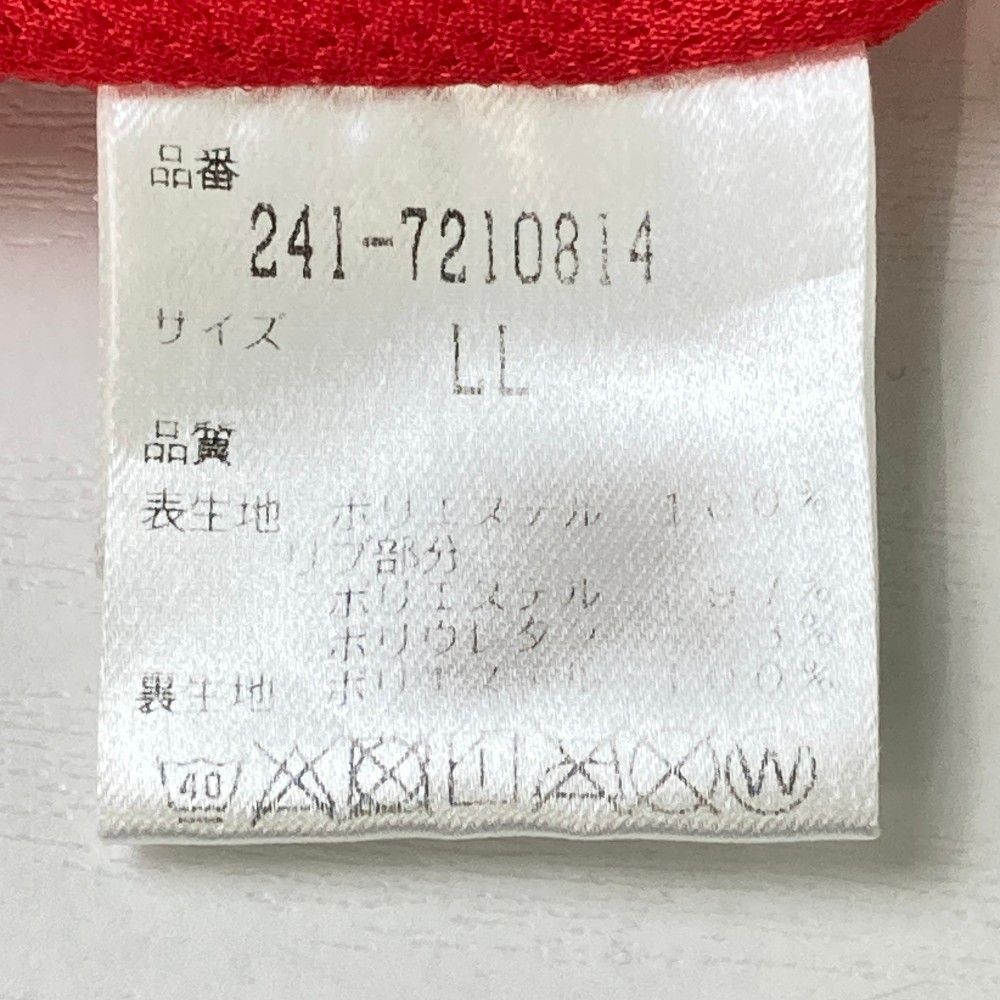 品番
241-7210814
サイズ LL
品質
表生地 ポリエステル 100%
リブ部分
ポリエステル 97%
ポリウレタン 3%
裏生地 ポリエステル 100%
40 W